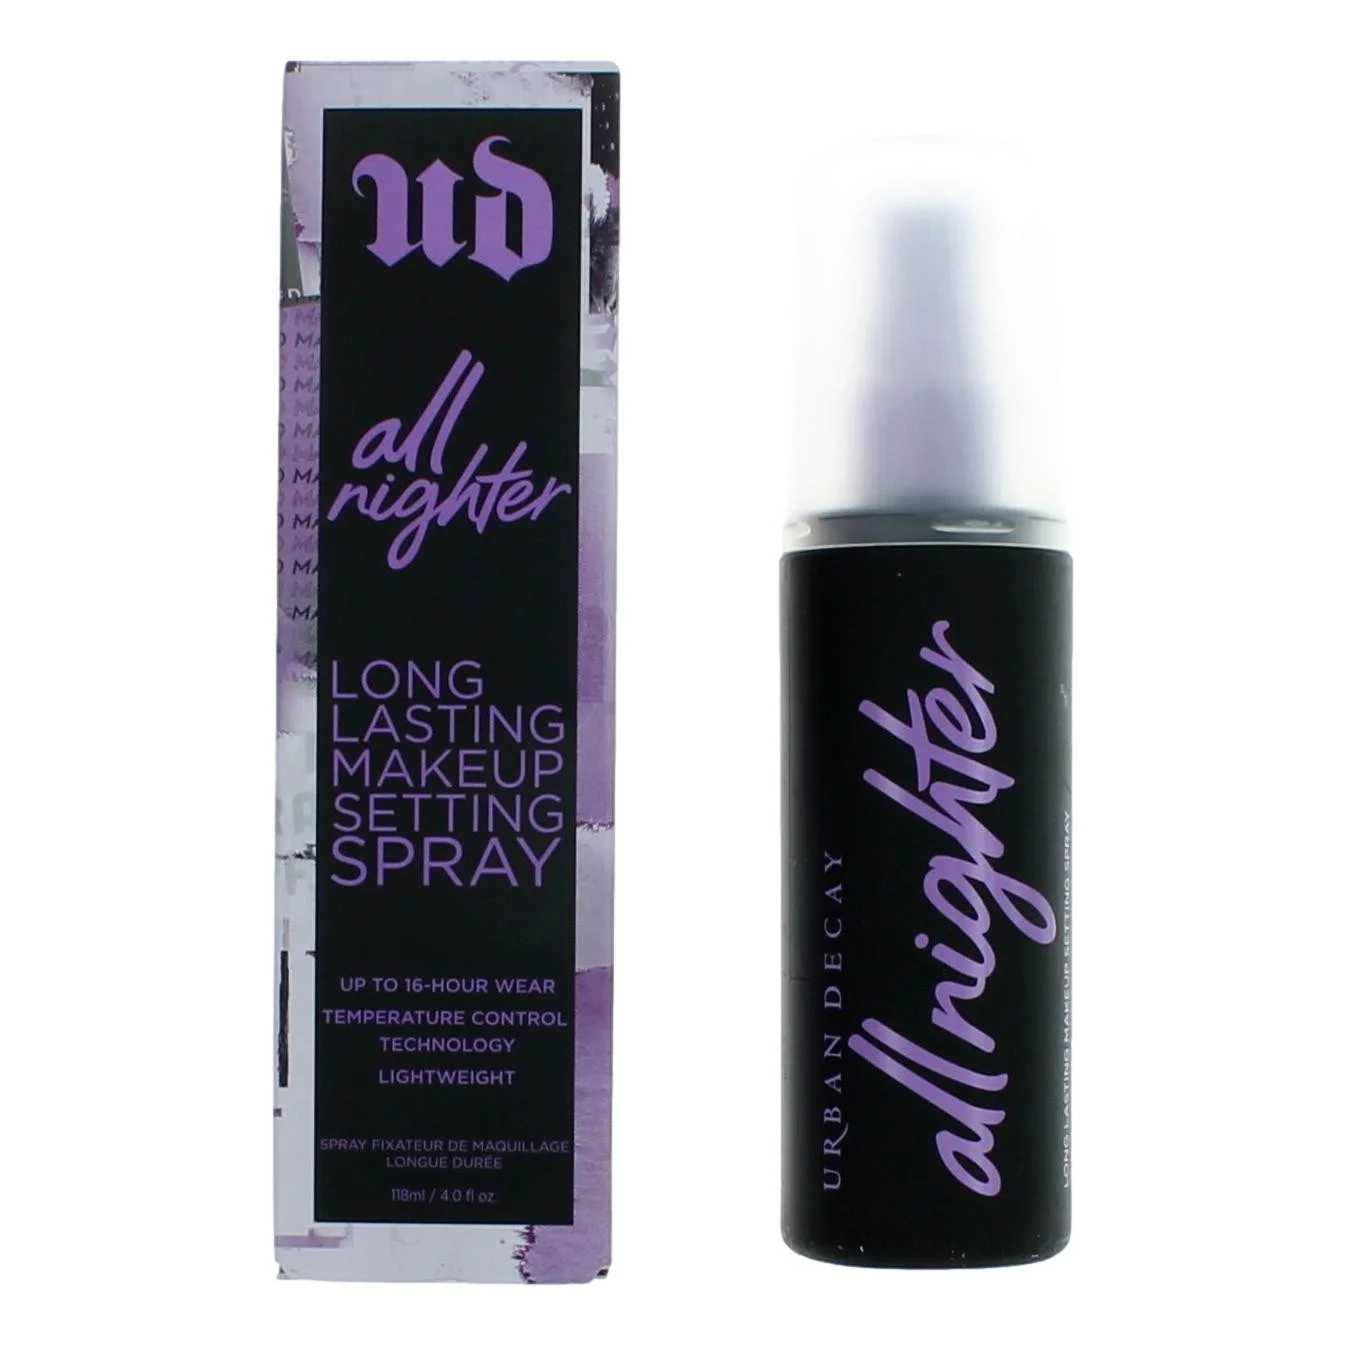 UD
all
nighter
LONG
LASTING
MAKEUP
SETTING
SPRAY
UP TO 16-HOUR WEAR
TEMPERATURE CONTROL
TECHNOLOGY
LIGHTWEIGHT
SPRAY FIXATEUR DE MAQUILLAGE
LONGUE DURÉE
118ml / 4.0 fl oz.
URBAN DECAY
all nighter
LONG LASTING MAKEUP SETTING SPRAY